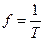 f = 1/T